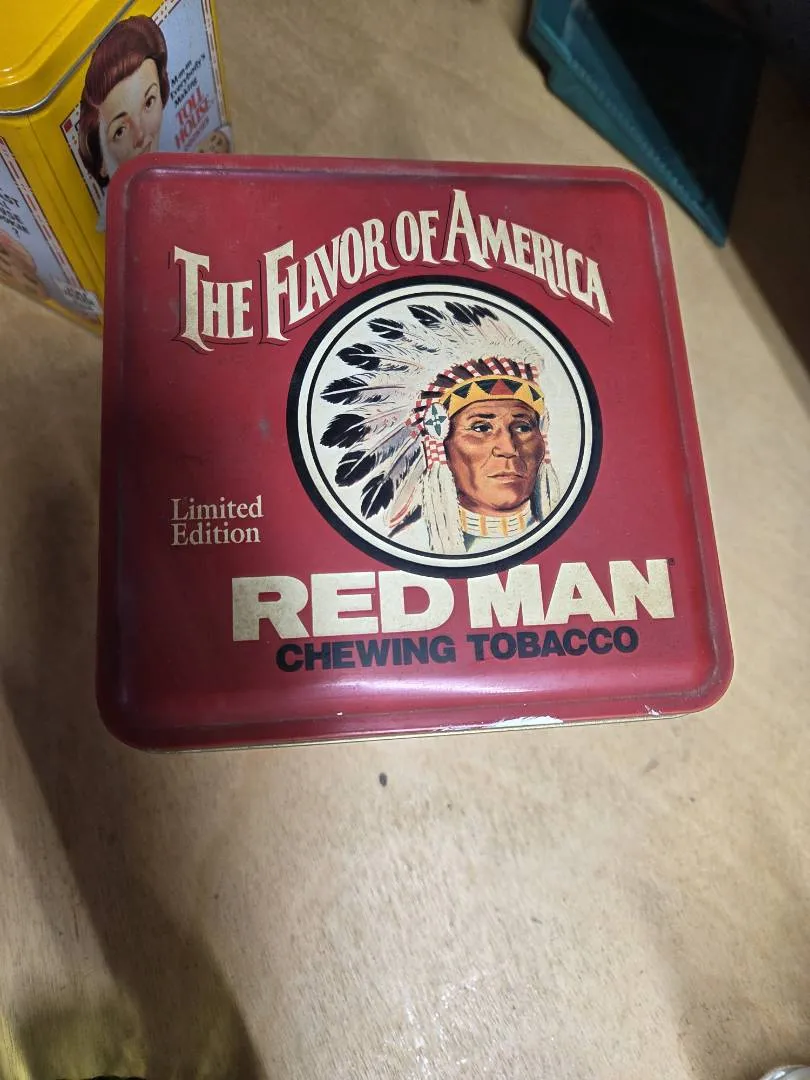 THE FLAVOR OF AMERICA
Limited
Edition
RED MAN
CHEWING TOBACCO
TOLL
HOUSE